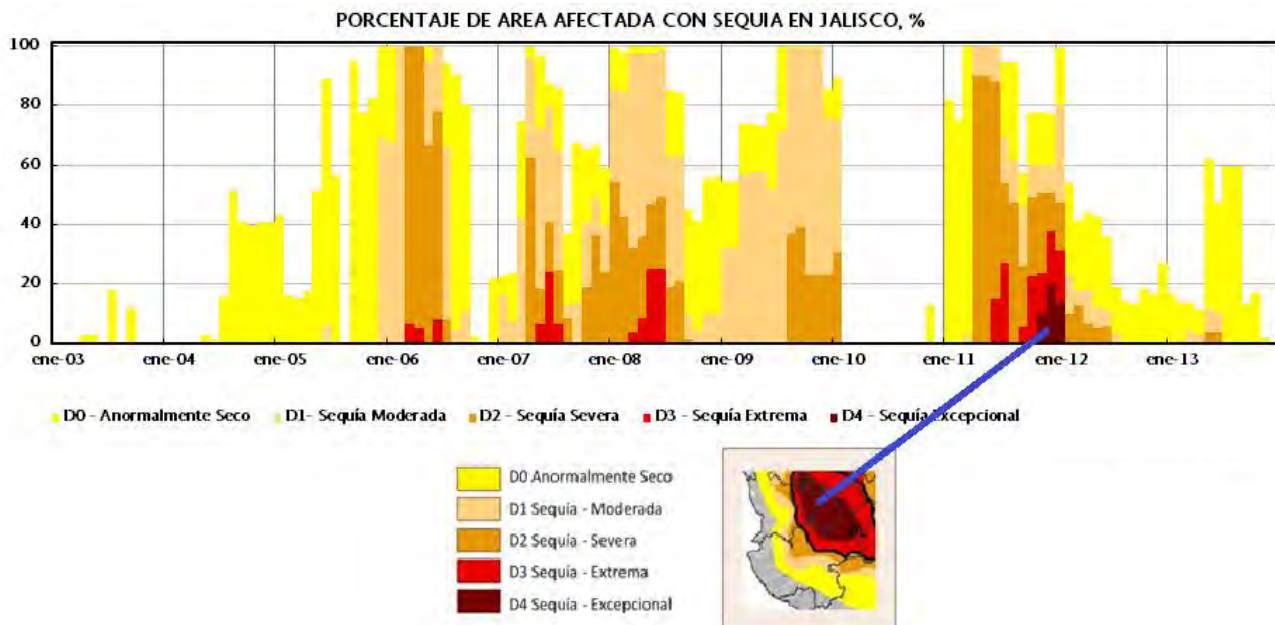 PORCENTAJE DE AREA AFECTADA CON SEQUIA EN JALISCO, %
100
80
60
40
20
0
ene-03 ene-04 ene-05 ene-06 ene-07 ene-08 ene-09 ene-10 ene-11 ene-12 ene-13
D0 - Anormalmente Seco D1- Sequía Moderada D2 - Sequía Severa D3 - Sequía Extrema D4 - Sequía Excepcional
D0 Anormalmente Seco
D1 Sequía - Moderada
D2 Sequía - Severa
D3 Sequía - Extrema
D4 Sequía - Excepcional